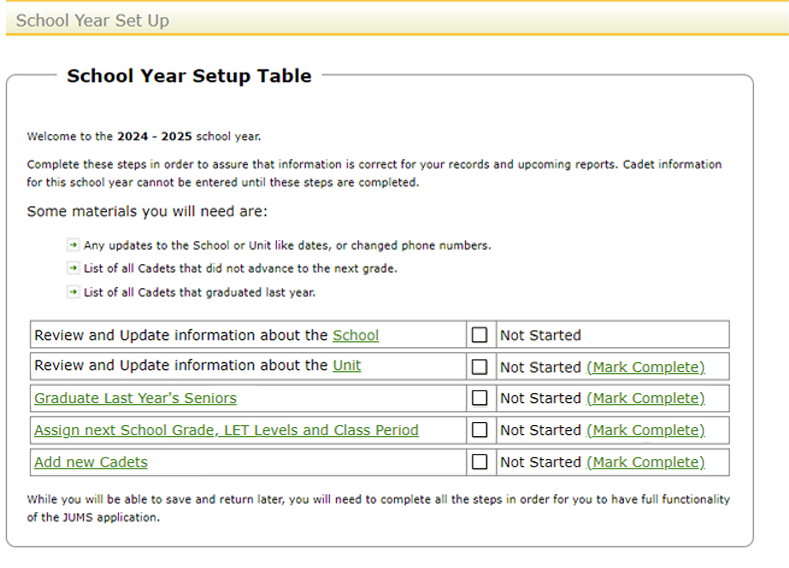 School Year Set Up
School Year Setup Table
Welcome to the 2024 - 2025 school year.
Complete these steps in order to assure that information is correct for your records and upcoming reports. Cadet information
for this school year cannot be entered until these steps are completed.
Some materials you will need are:
Any updates to the School or Unit like dates, or changed phone numbers.
List of all Cadets that did not advance to the next grade.
List of all Cadets that graduated last year.
Review and Update information about the School Not Started
Review and Update information about the Unit Not Started (Mark Complete)
Graduate Last Year's Seniors Not Started (Mark Complete)
Assign next School Grade, LET Levels and Class Period Not Started (Mark Complete)
Add new Cadets Not Started (Mark Complete)
While you will be able to save and return later, you will need to complete all the steps in order for you to have full functionality
of the JUMS application.